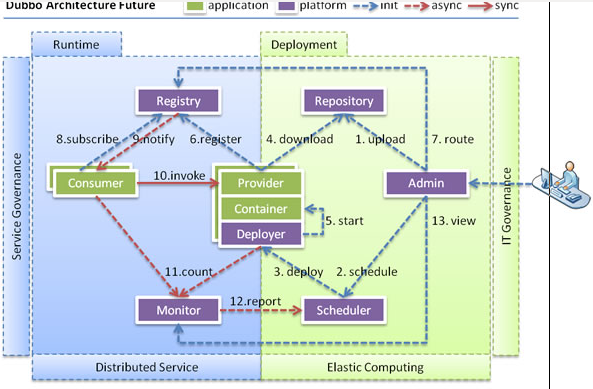 Dubbo Architecture Future
application
platform
init
async
sync
Runtime
Deployment
Registry
Repository
8.subscribe
9.notify
6.register
4. download
1. upload
7. route
Consumer
10.invoke
Provider
Admin
Container
5. start
13. view
Deployer
11.count
3. deploy
2. schedule
Monitor
12.report
Scheduler
Service Governance
IT Governance
Distributed Service
Elastic Computing